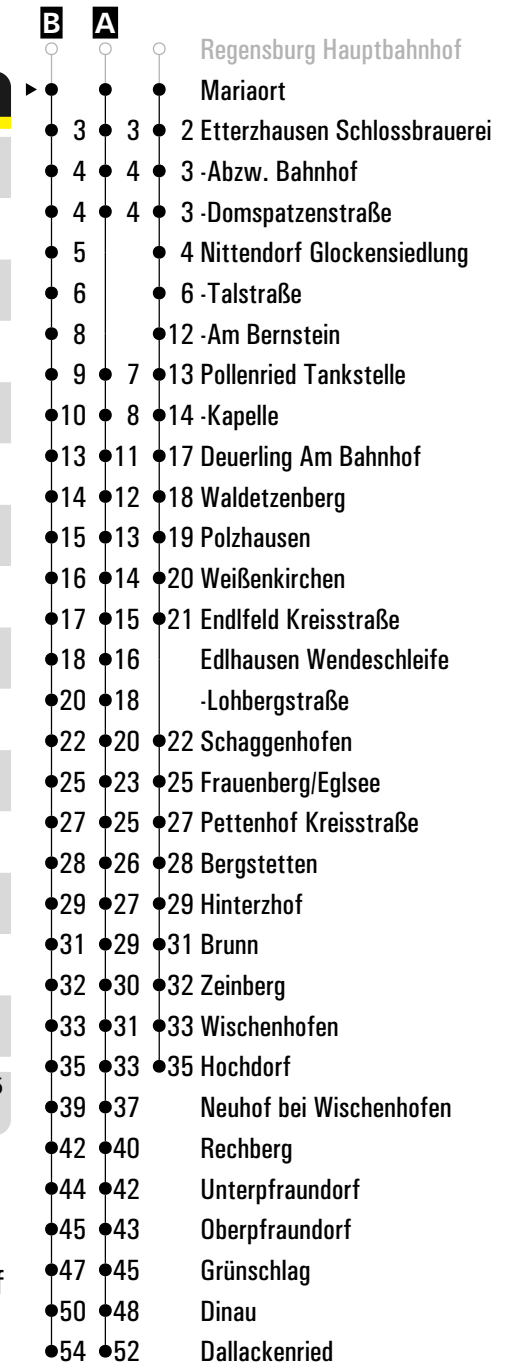 B A
Regensburg Hauptbahnhof
Mariaort
3 3 2 Etterzhausen Schlossbrauerei
4 4 3 -Abzw. Bahnhof
4 4 3 -Domspatzenstraße
5 4 Nittendorf Glockensiedlung
6 6 -Talstraße
8 12 -Am Bernstein
9 7 13 Pollenried Tankstelle
10 8 14 -Kapelle
13 11 17 Deuerling Am Bahnhof
14 12 18 Waldetzenberg
15 13 19 Polzhausen
16 14 20 Weißenkirchen
17 15 21 Endlfeld Kreisstraße
18 16 Edlhausen Wendeschleife
20 18 -Lohbergstraße
22 20 22 Schaggenhofen
25 23 25 Frauenberg/Eglsee
27 25 27 Pettenhof Kreisstraße
28 26 28 Bergstetten
29 27 29 Hinterzhof
31 29 31 Brunn
32 30 32 Zeinberg
33 31 33 Wischenhofen
35 33 35 Hochdorf
39 37 Neuhof bei Wischenhofen
42 40 Rechberg
44 42 Unterpfraundorf
45 43 Oberpfraundorf
47 45 Grünschlag
50 48 Dinau
54 52 Dallackenried